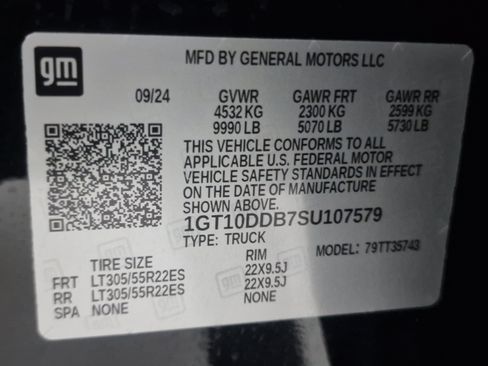 gm
MFD BY GENERAL MOTORS LLC
09/24 GVWR GAWR FRT GAWR RR
4532 KG 2300 KG 2599 KG
9990 LB 5070 LB 5730 LB
THIS VEHICLE CONFORMS TO ALL
APPLICABLE U.S. FEDERAL MOTOR
VEHICLE SAFETY STANDARDS IN
EFFECT ON THE DATE OF MANUFACTURE
SHOWN ABOVE.
1GT10DDB7SU107579
TYPE: TRUCK MODEL: 79TT35743
TIRE SIZE RIM
FRT LT305/55R22ES 22X9.5J
RR LT305/55R22ES 22X9.5J
SPA NONE NONE